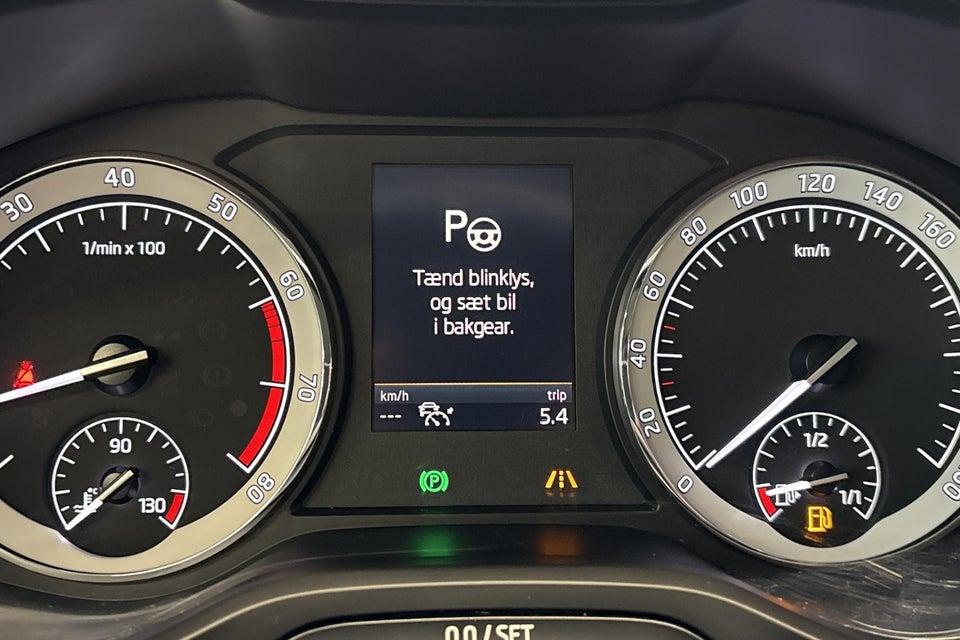 30
40
50
60
70
80
1/min x 100
90
130
°C
P
Tænd blinklys,
og sæt bil
i bakgear.
km/h
trip
---
5.4
(P)
0
20
40
60
80
100
120
140
160
km/h
1/2
1/1
0.0 / SET